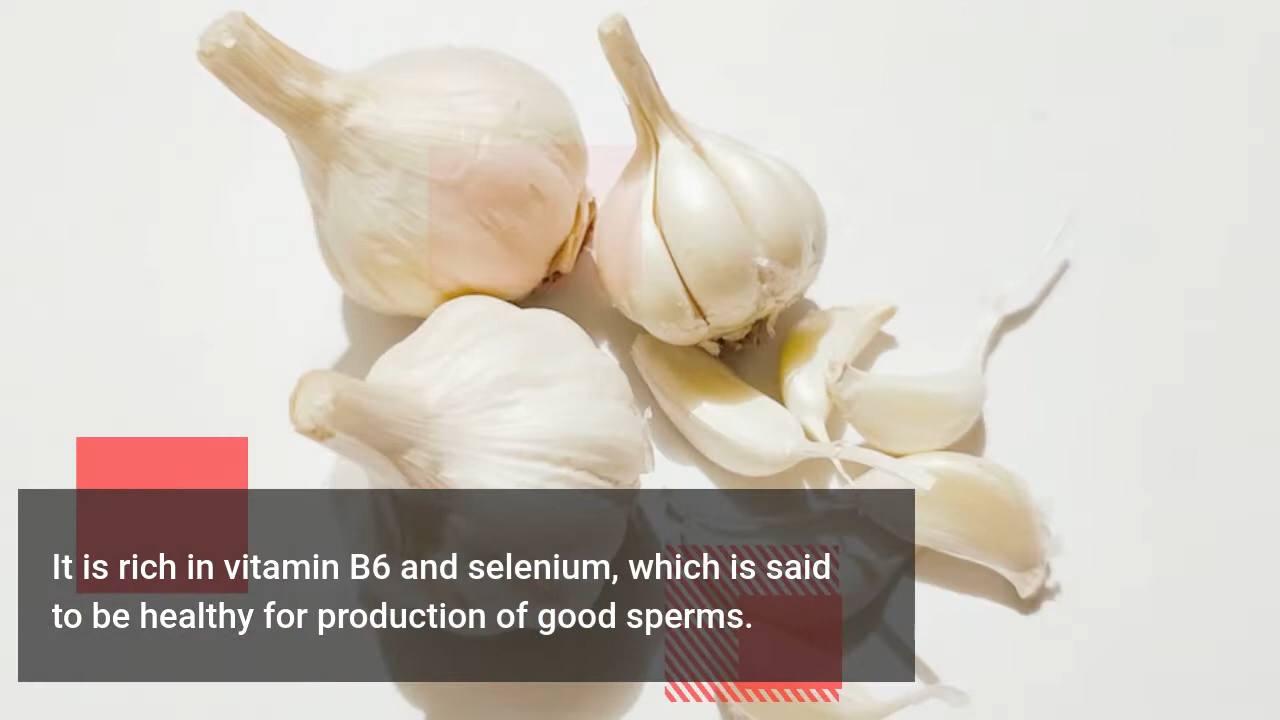 It is rich in vitamin B6 and selenium, which is said
to be healthy for production of good sperms.